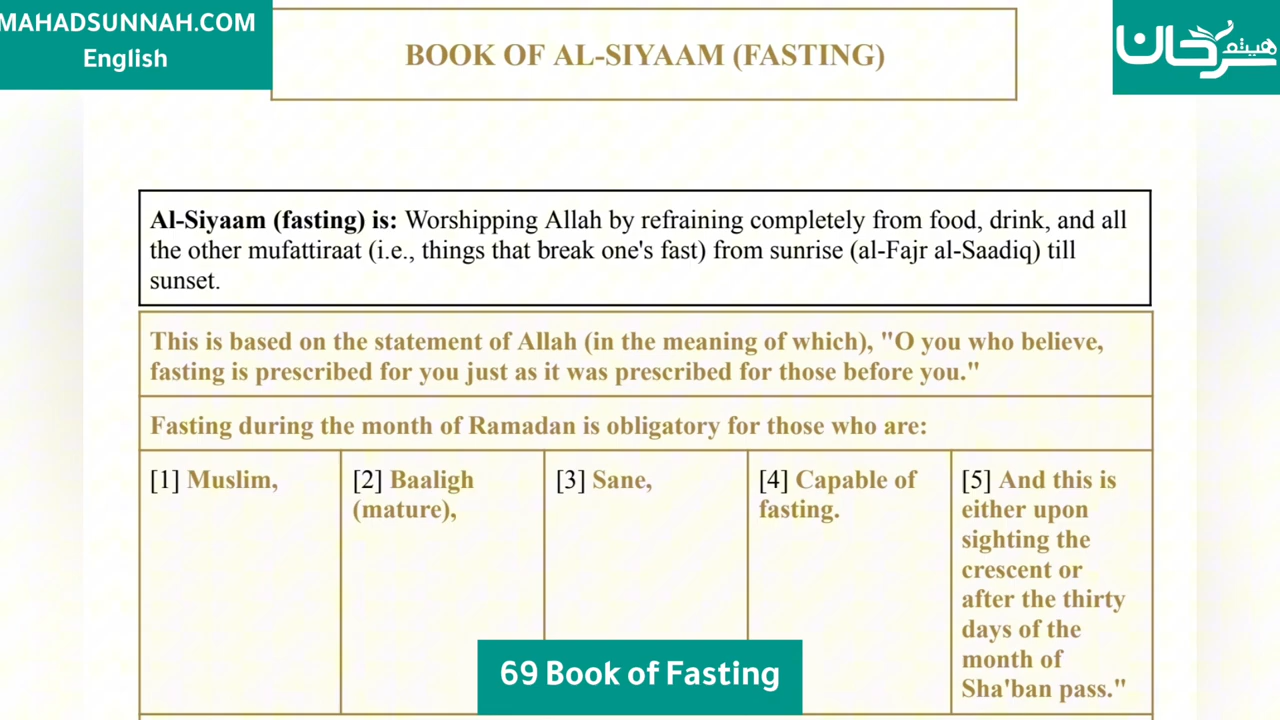 MAHADSUNNAH.COM
English
BOOK OF AL-SIYAAM (FASTING)
هيثم
سرحان
Al-Siyaam (fasting) is: Worshipping Allah by refraining completely from food, drink, and all
the other mufattiraat (i.e., things that break one's fast) from sunrise (al-Fajr al-Saadiq) till
sunset.
This is based on the statement of Allah (in the meaning of which), "O you who believe,
fasting is prescribed for you just as it was prescribed for those before you."
Fasting during the month of Ramadan is obligatory for those who are:
[1] Muslim,
[2] Baaligh
(mature),
[3] Sane,
[4] Capable of
fasting.
[5] And this is
either upon
sighting the
crescent or
after the thirty
days of the
month of
Sha'ban pass."
69 Book of Fasting